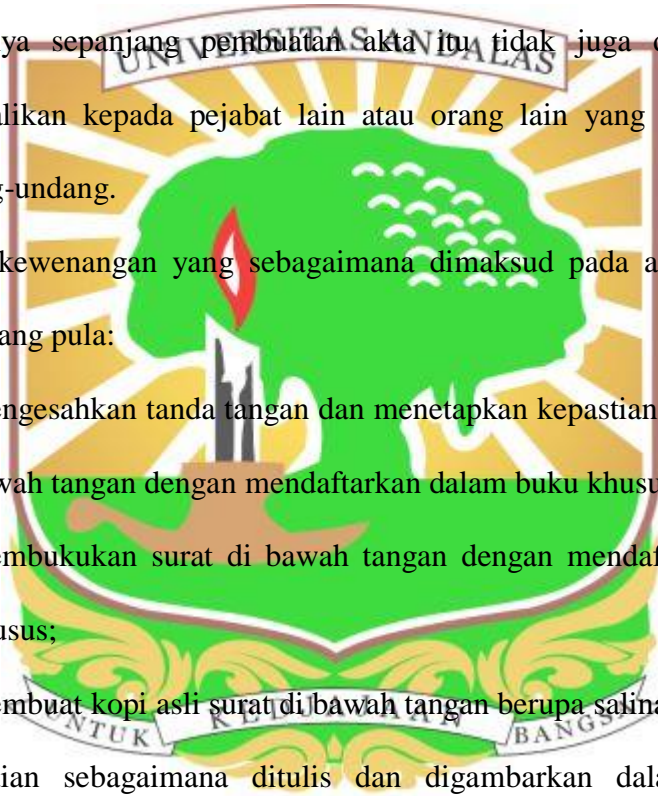 ya sepanjang pembuatan akta itu tidak juga
UNIVERSITAS ANDALAS
alikan kepada pejabat lain atau orang lain yang
g-undang.
kewenangan yang sebagaimana dimaksud pada a
ang pula:
engesahkan tanda tangan dan menetapkan kepastian
wah tangan dengan mendaftarkan dalam buku khusu
embukukan surat di bawah tangan dengan mendaf
usus;
embuat kopi asli surat di bawah tangan berupa salina
UNTUK KEDJAJAAN BANGSA
ian sebagaimana ditulis dan digambarkan dala